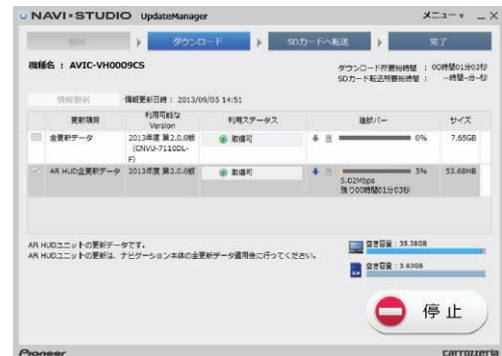 NAVI•STUDIO UpdateManager
メニュー
開始
ダウンロード
SDカードへ転送
完了
機種名 : AVIC-VH0009CS
ダウンロード所要総時間 : 00時間01分03秒
SDカード転送所要総時間 : --時間--分--秒
情報更新
情報更新日時 : 2013/09/05 14:51
更新項目
利用可能な Version
利用ステータス
進捗バー
サイズ
全更新データ
2013年度 第2.0.0版 (CNVU-7110DL-F)
取得可
0%
7.65GB
AR HUD全更新データ
2013年度 第2.0.0版
取得可
5%
53.68MB
5.02Mbps
残り00時間01分03秒
AR HUDユニットの更新データです。
AR HUDユニットの更新は、ナビゲーション本体の全更新データ適用後に行ってください。
空き容量 : 38.38GB
空き容量 : 3.63GB
停止
Pioneer
carrozzeria